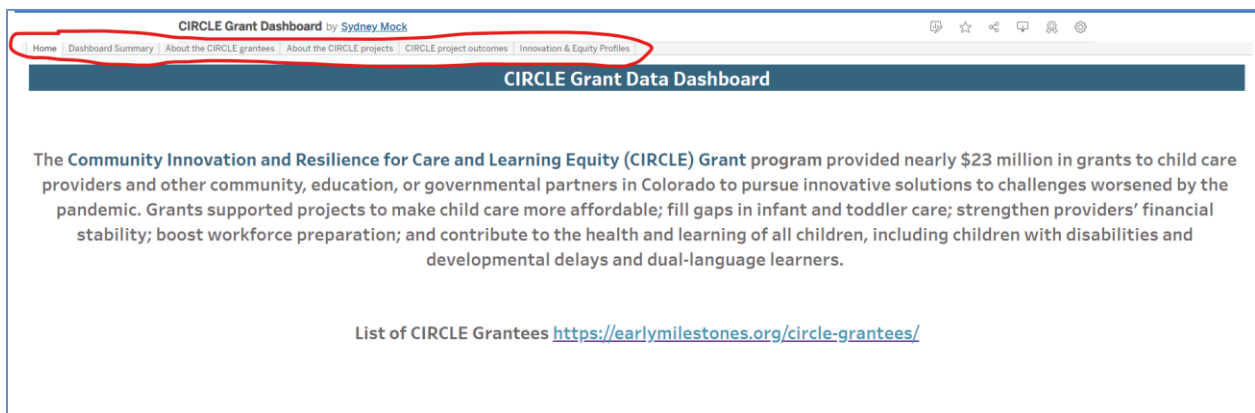 CIRCLE Grant Dashboard by Sydney Mock
Home Dashboard Summary About the CIRCLE grantees About the CIRCLE projects CIRCLE project outcomes Innovation & Equity Profiles
CIRCLE Grant Data Dashboard
The Community Innovation and Resilience for Care and Learning Equity (CIRCLE) Grant program provided nearly $23 million in grants to child care
providers and other community, education, or governmental partners in Colorado to pursue innovative solutions to challenges worsened by the
pandemic. Grants supported projects to make child care more affordable; fill gaps in infant and toddler care; strengthen providers' financial
stability; boost workforce preparation; and contribute to the health and learning of all children, including children with disabilities and
developmental delays and dual-language learners.
List of CIRCLE Grantees https://earlymilestones.org/circle-grantees/